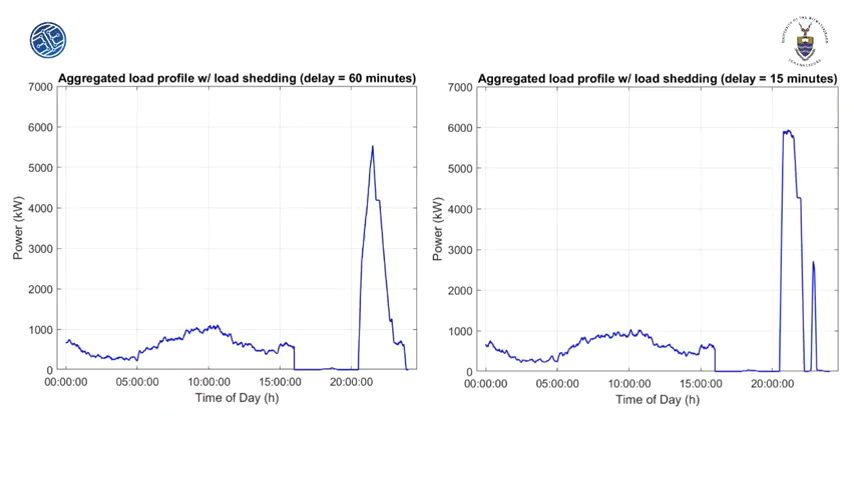 Aggregated load profile w/ load shedding (delay = 60 minutes)
7000
6000
5000
4000
3000
2000
1000
0
Power (kW)
00:00:00 05:00:00 10:00:00 15:00:00 20:00:00
Time of Day (h)
Aggregated load profile w/ load shedding (delay = 15 minutes)
7000
6000
5000
4000
3000
2000
1000
0
Power (kW)
00:00:00 05:00:00 10:00:00 15:00:00 20:00:00
Time of Day (h)